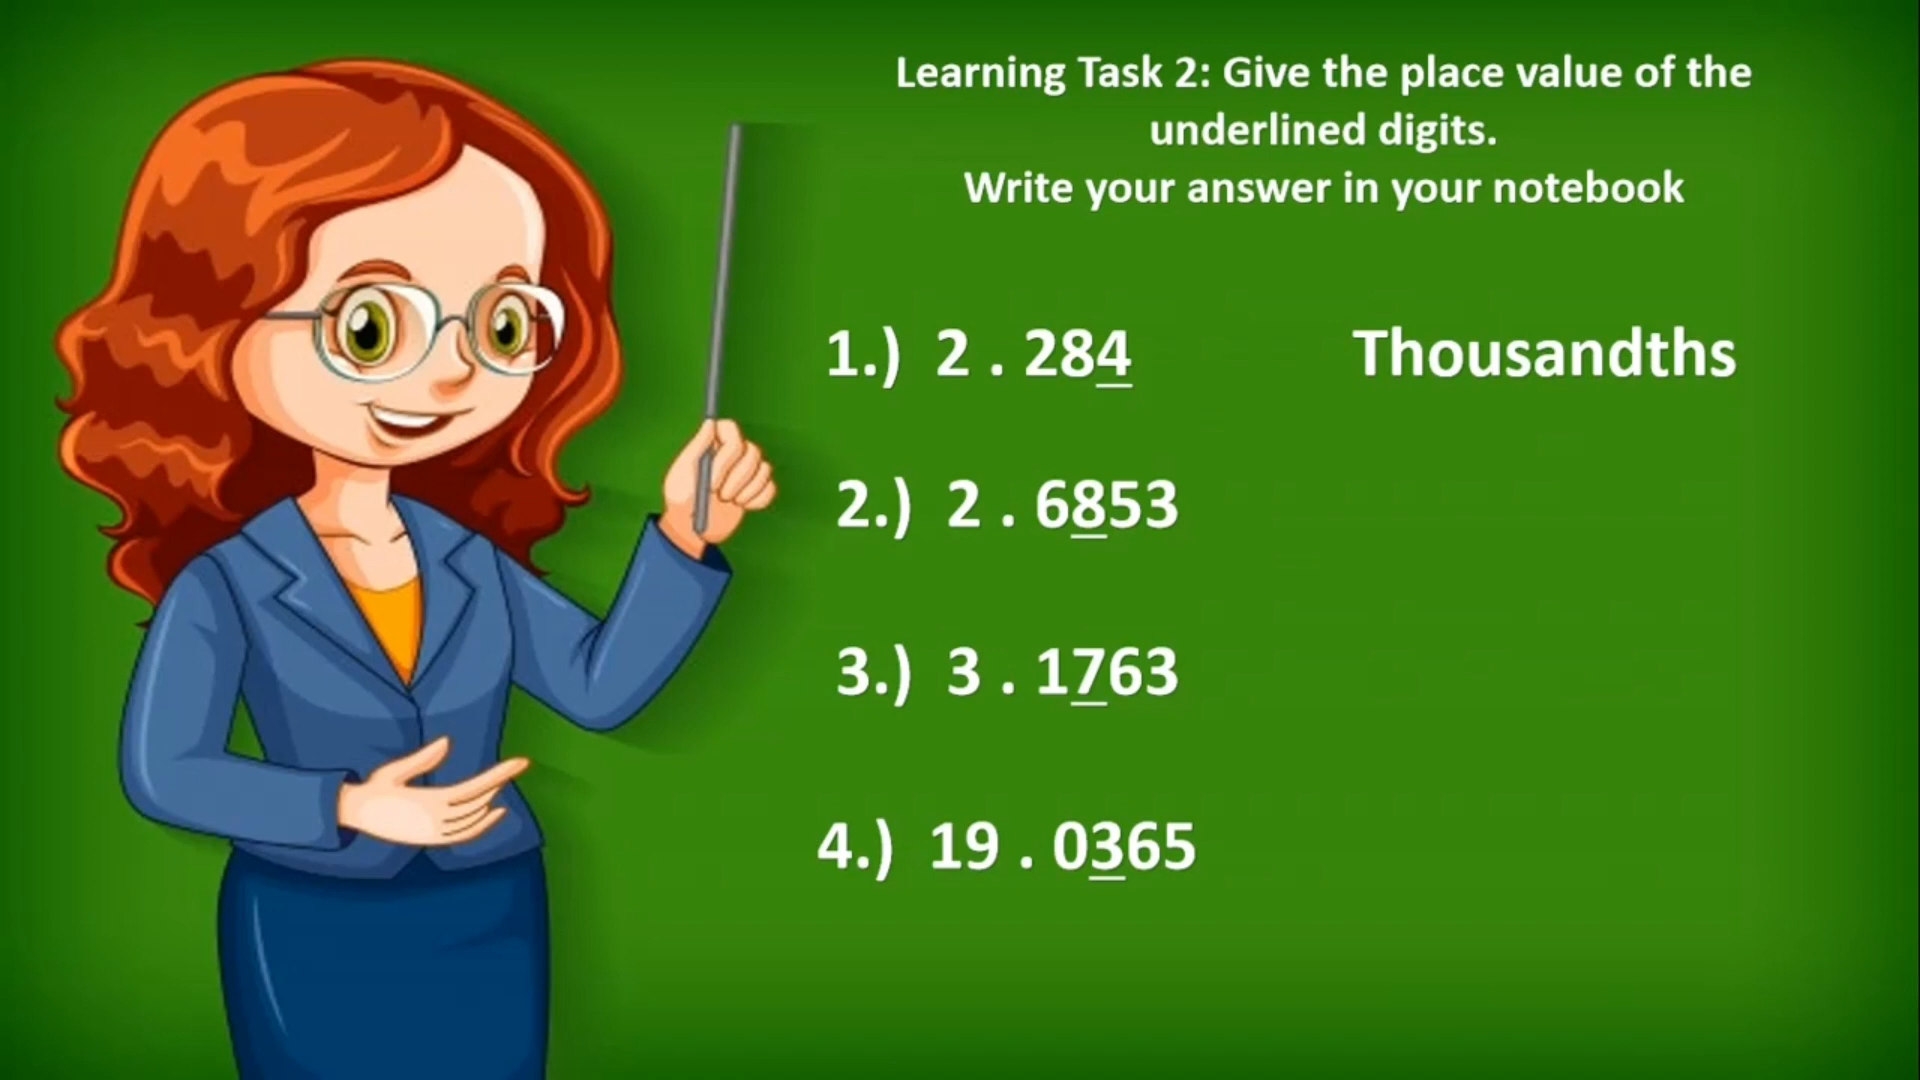 Learning Task 2: Give the place value of the
underlined digits.
Write your answer in your notebook
1.) 2 . 284 Thousandths
2.) 2 . 6853
3.) 3 . 1763
4.) 19 . 0365